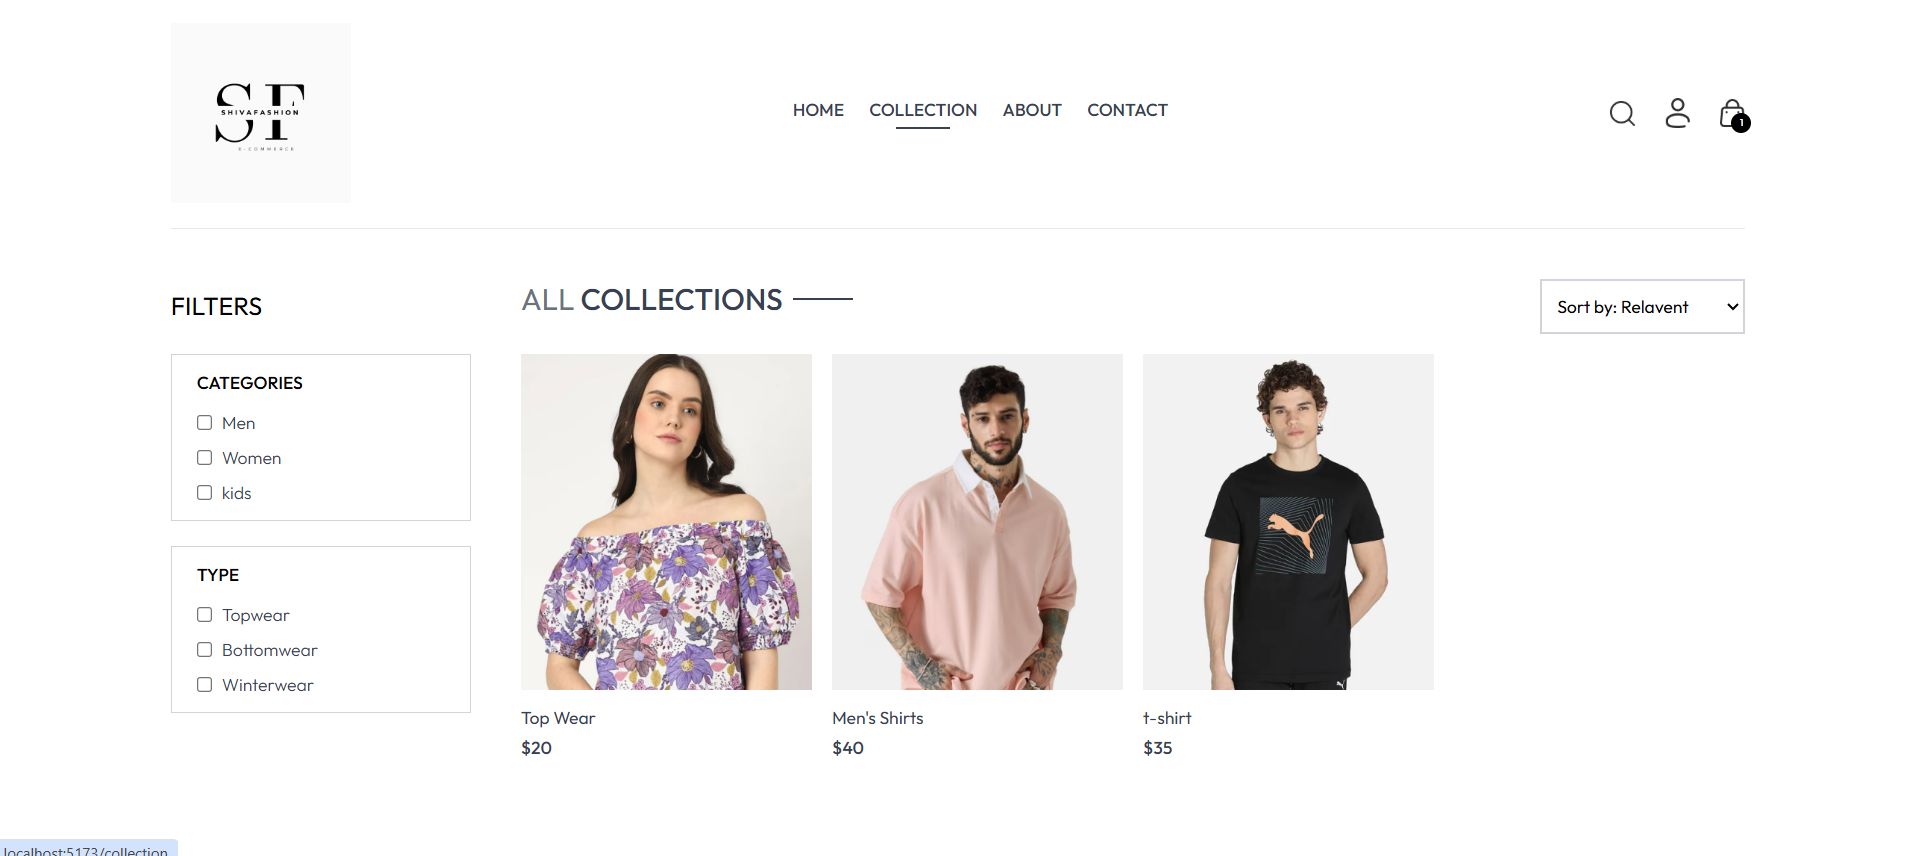 SF
SHIVAFASHION
E-COMMERCE
HOME COLLECTION ABOUT CONTACT
1
FILTERS
ALL COLLECTIONS
Sort by: Relavent
CATEGORIES
Men
Women
kids
TYPE
Topwear
Bottomwear
Winterwear
Top Wear
$20
Men's Shirts
$40
t-shirt
$35
localhost:5173/collection